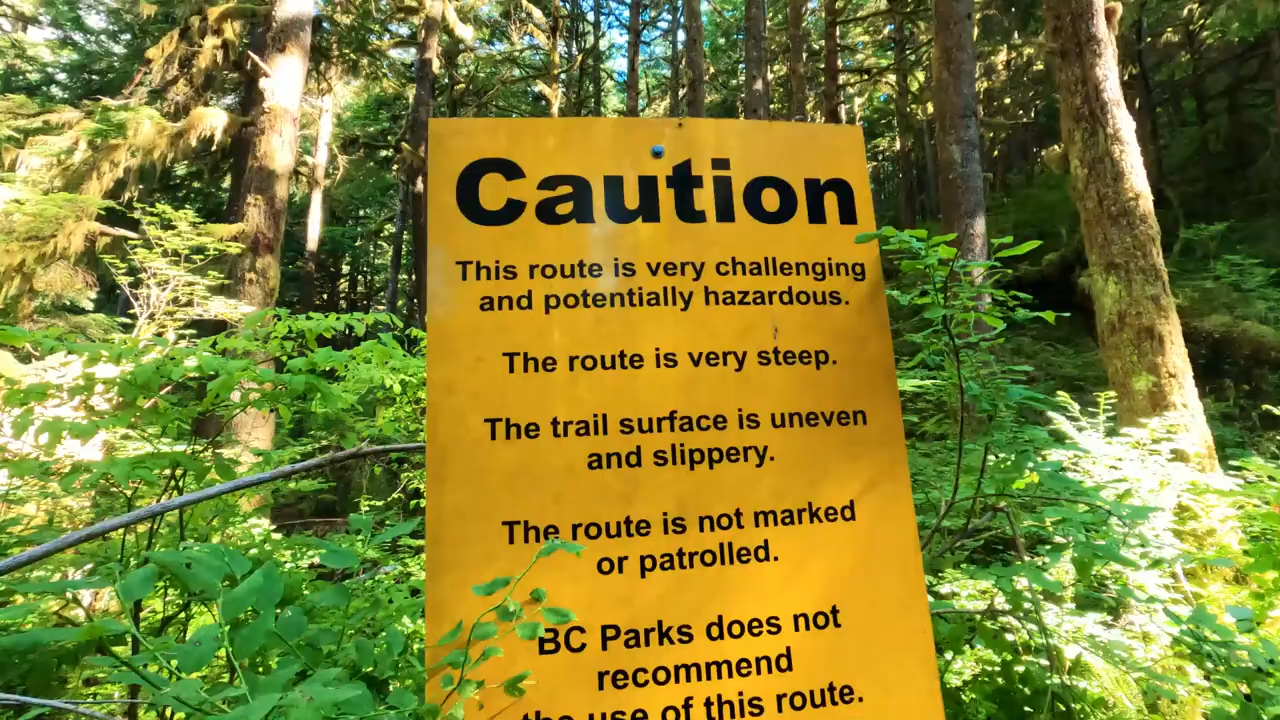 Caution
This route is very challenging
and potentially hazardous.
The route is very steep.
The trail surface is uneven
and slippery.
The route is not marked
or patrolled.
BC Parks does not
recommend
the use of this route.